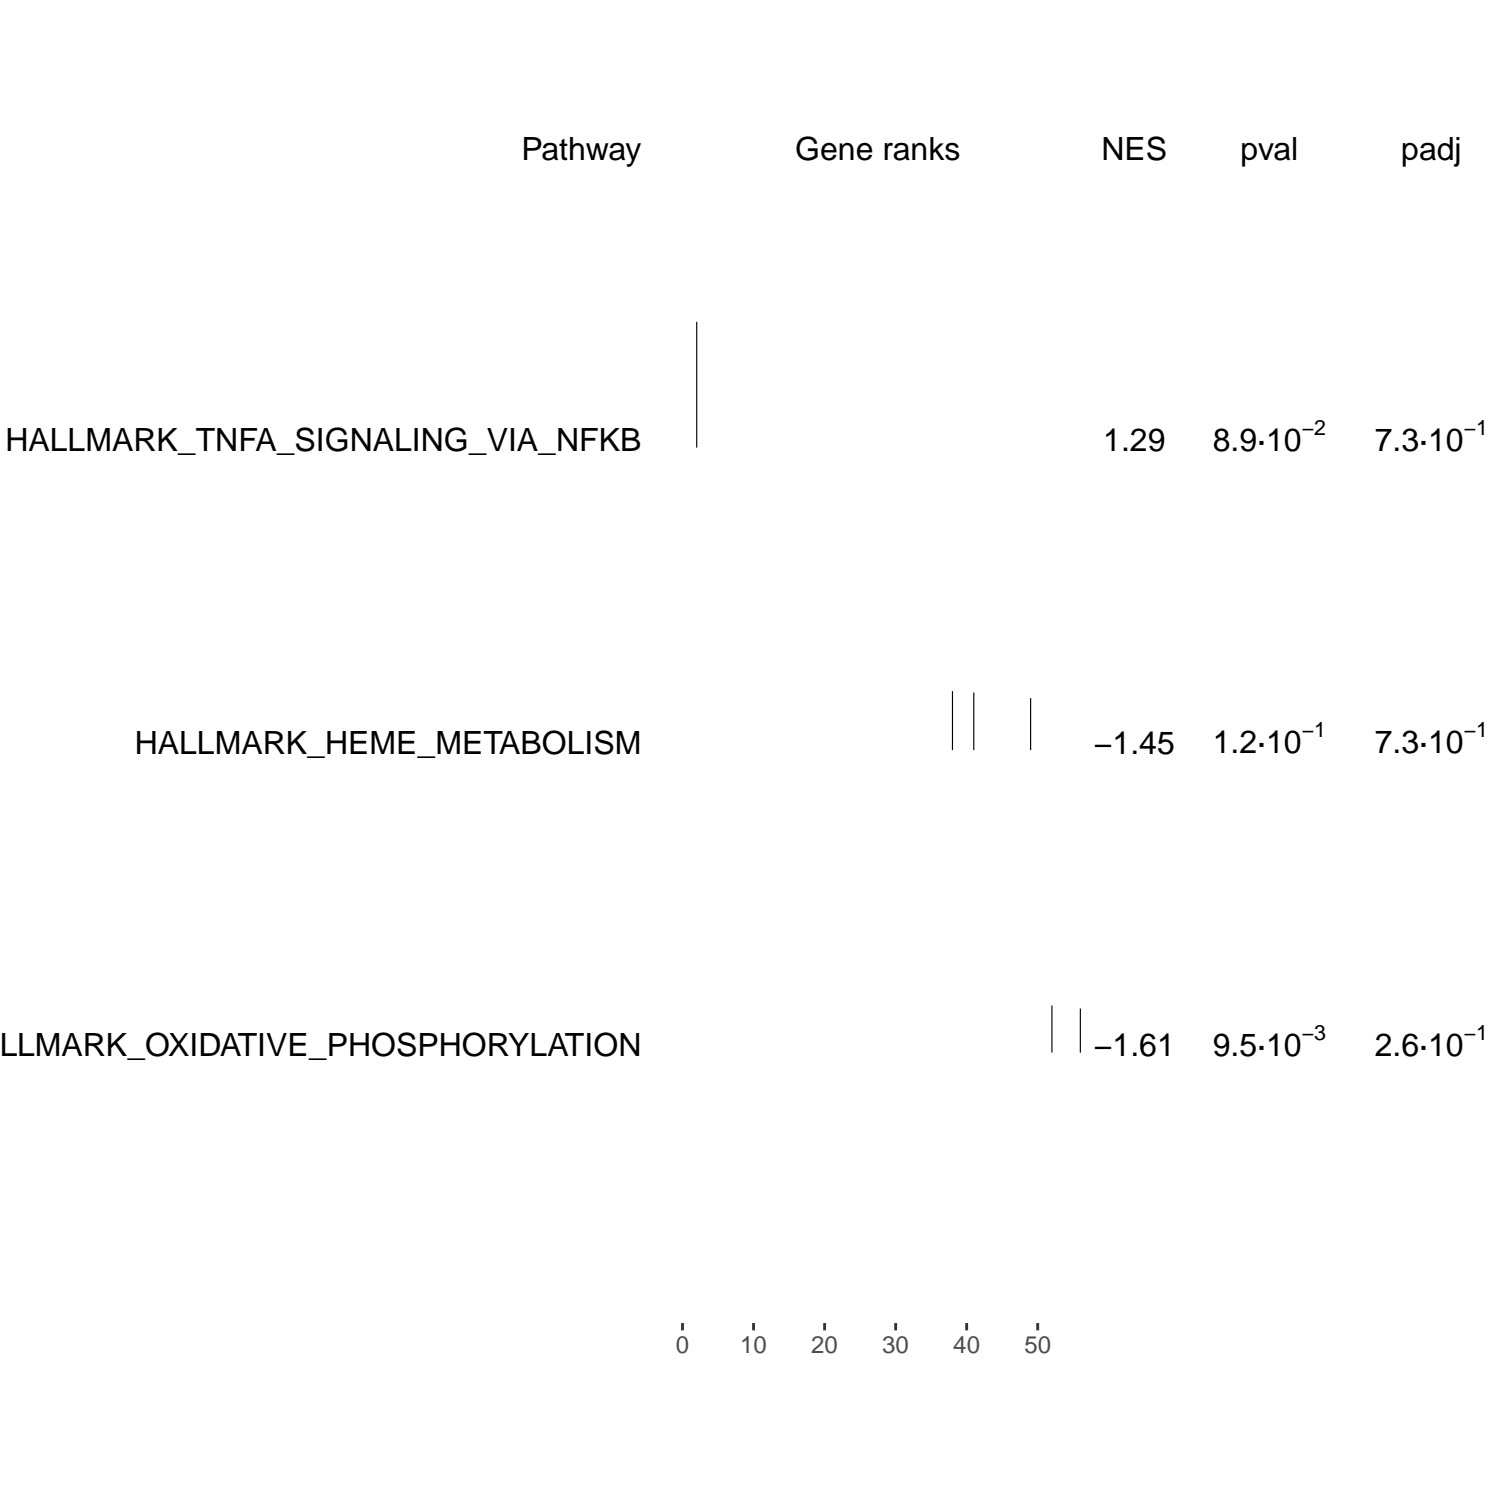 Pathway Gene ranks NES pval padj
HALLMARK_TNFA_SIGNALING_VIA_NFKB 1.29 8.9·10⁻² 7.3·10⁻¹
HALLMARK_HEME_METABOLISM −1.45 1.2·10⁻¹ 7.3·10⁻¹
LLMARK_OXIDATIVE_PHOSPHORYLATION −1.61 9.5·10⁻³ 2.6·10⁻¹
0 10 20 30 40 50